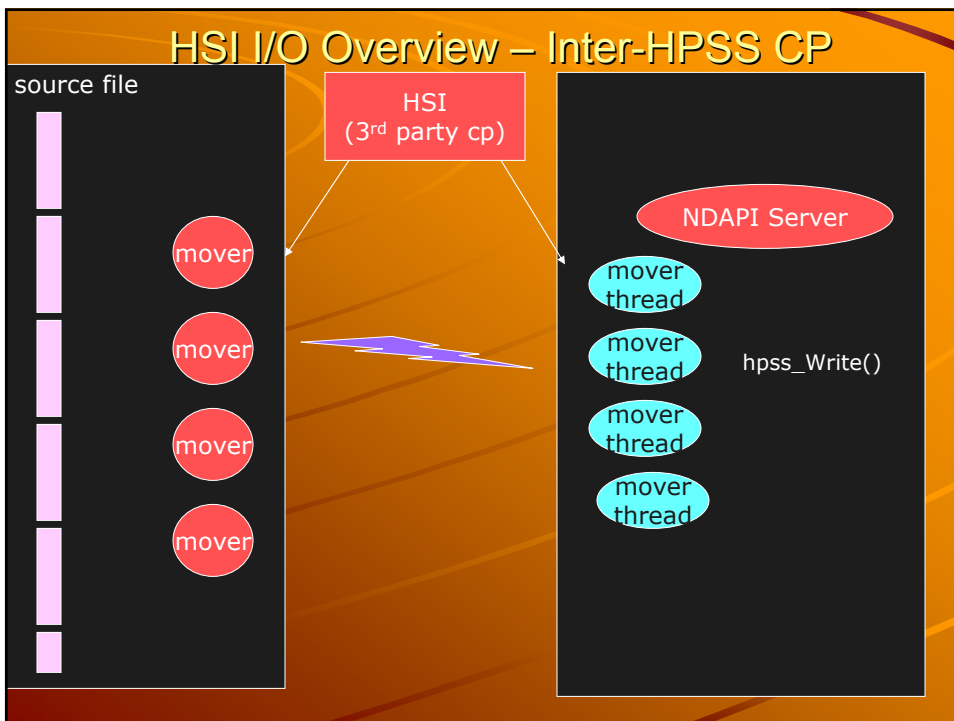 HSI I/O Overview – Inter-HPSS CP
source file
HSI
(3rd party cp)
NDAPI Server
mover
mover
mover
mover
mover
thread
mover
thread
mover
thread
mover
thread
hpss_Write()